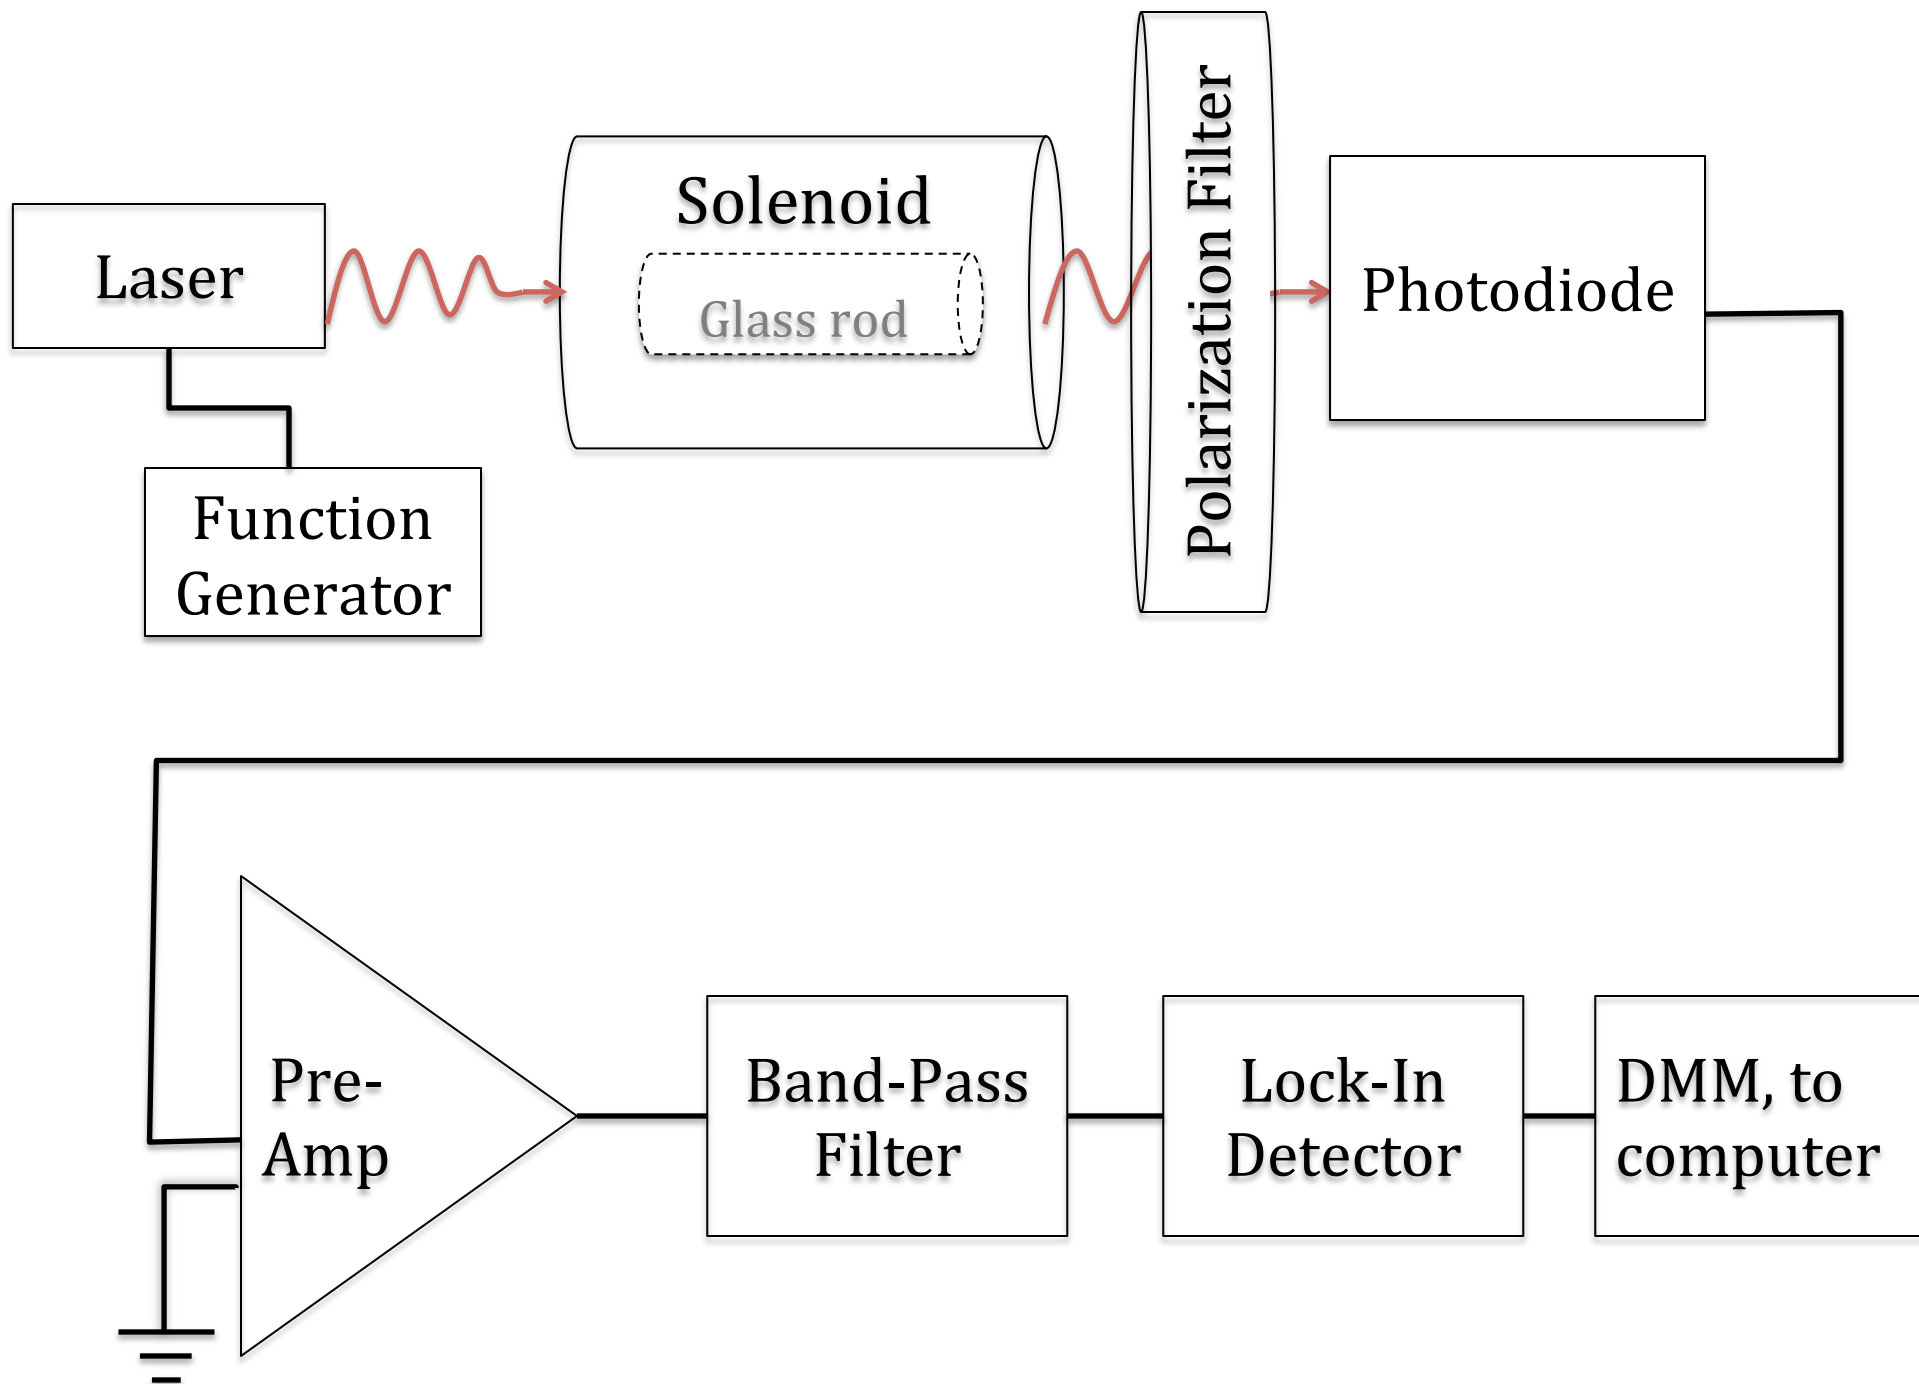 Laser
Solenoid
Glass rod
Polarization Filter
Photodiode
Function
Generator
Pre-
Amp
Band-Pass
Filter
Lock-In
Detector
DMM, to
computer